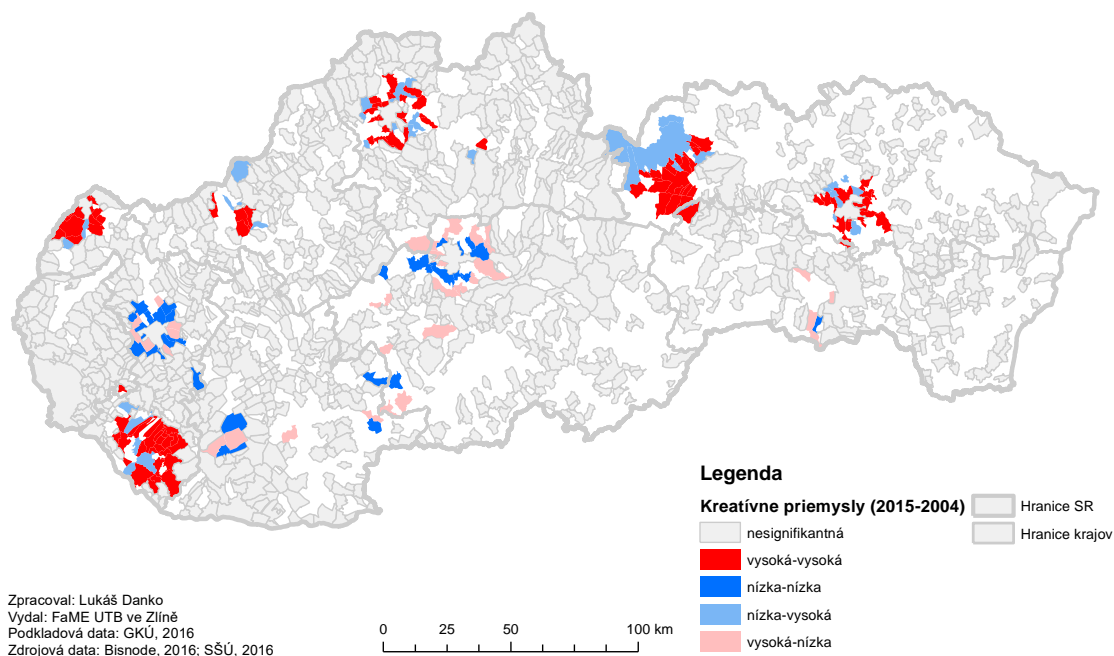 Legenda
Kreatívne priemysly (2015-2004)
nesignifikantná
vysoká-vysoká
nízka-nízka
nízka-vysoká
vysoká-nízka
Hranice SR
Hranice krajov
Zpracoval: Lukáš Danko
Vydal: FaME UTB ve Zlíně
Podkladová data: GKÚ, 2016
Zdrojová data: Bisnode, 2016; SŠÚ, 2016
0 25 50 100 km